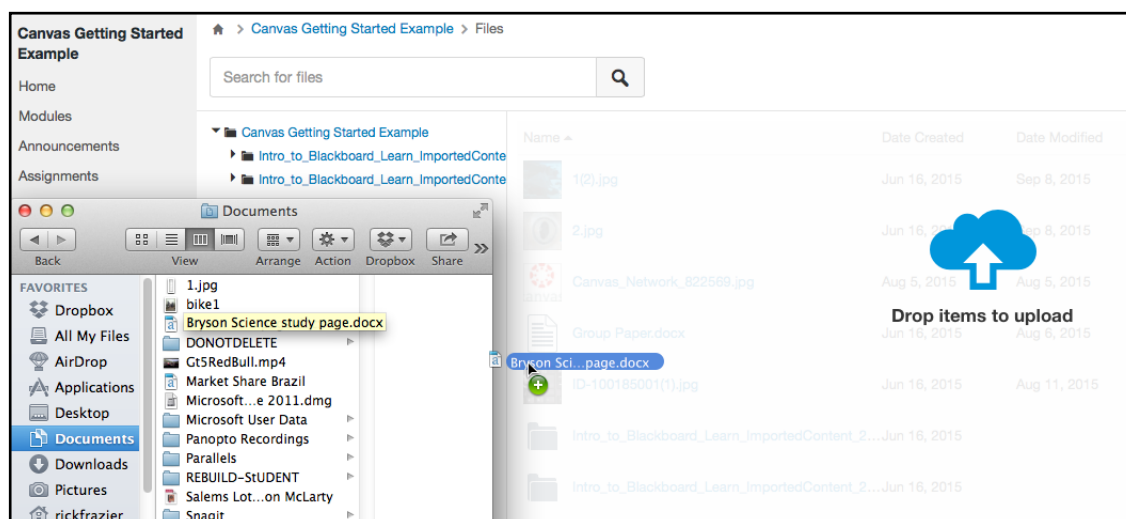 Canvas Getting Started
Example
Home
Modules
Announcements
Assignments
> Canvas Getting Started Example > Files
Search for files
Canvas Getting Started Example
Intro_to_Blackboard_Learn_ImportedConte
Intro_to_Blackboard_Learn_ImportedConte
Name Date Created Date Modified
1(2).jpg Jun 16, 2015 Sep 8, 2015
2.jpg Jun 16, 2015 Sep 8, 2015
Canvas_Network_822569.jpg Aug 5, 2015 Aug 5, 2015
Drop items to upload
Group Paper.docx Jun 16, 2015 Aug 6, 2015
Bryson Sci...page.docx
ID-100185001(1).jpg Jun 16, 2015 Aug 11, 2015
Intro_to_Blackboard_Learn_ImportedContent_2... Jun 16, 2015
Intro_to_Blackboard_Learn_ImportedContent_2... Jun 16, 2015
Documents
Back View Arrange Action Dropbox Share
FAVORITES
Dropbox
All My Files
AirDrop
Applications
Desktop
Documents
Downloads
Pictures
rickfrazier
1.jpg
bike1
Bryson Science study page.docx
DONOTDELETE
Gt5RedBull.mp4
Market Share Brazil
Microsoft...e 2011.dmg
Microsoft User Data
Panopto Recordings
Parallels
REBUILD-StUDENT
Salems Lot...on McLarty
Snagit